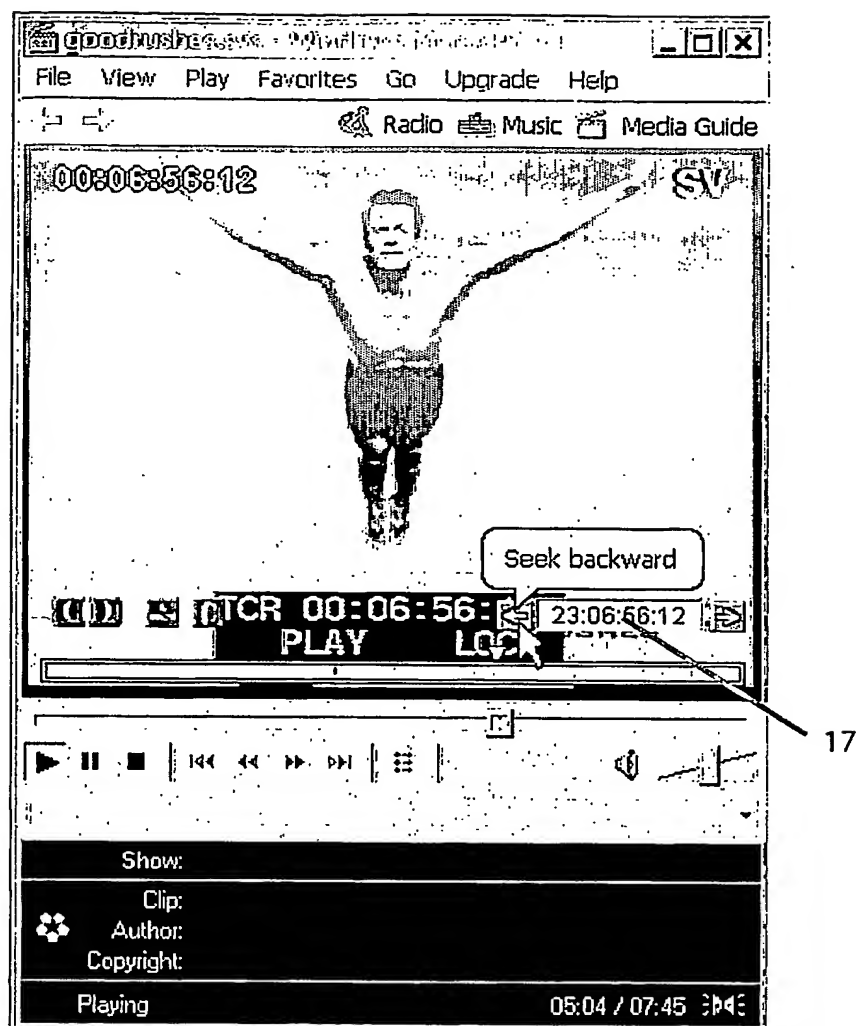 File View Play Favorites Go Upgrade Help
Radio Music Media Guide
00:06:56:12 SV
Seek backward
TCR 00:06:56: 23:06:56:12
PLAY
17
Show:
Clip:
Author:
Copyright:
Playing 05:04 / 07:45